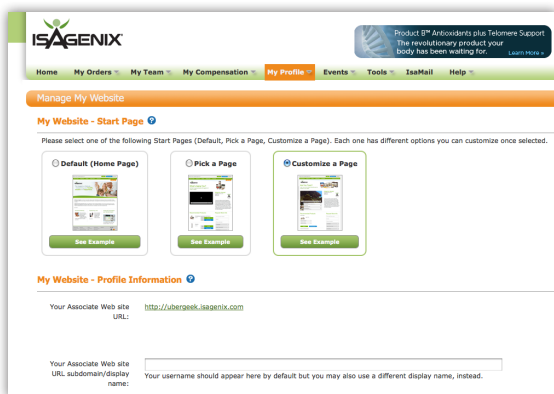 ISAGENIX
Product B™ Antioxidants plus Telomere Support
The revolutionary product your
body has been waiting for.
Learn More »
Home My Orders My Team My Compensation My Profile Events Tools IsaMail Help
Manage My Website
My Website - Start Page ?
Please select one of the following Start Pages (Default, Pick a Page, Customize a Page). Each one has different options you can customize once selected.
Default (Home Page) Pick a Page Customize a Page
See Example See Example See Example
My Website - Profile Information ?
Your Associate Web site http://ubergeek.isagenix.com
URL:
Your Associate Web site
URL subdomain/display
name:
Your username should appear here by default but you may also use a different display name, instead.